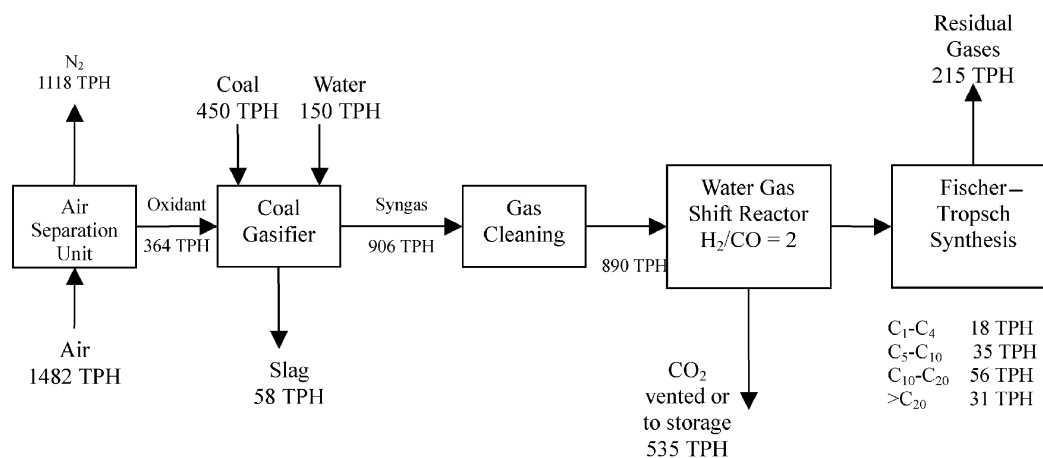 N₂
1118 TPH
Coal
450 TPH
Water
150 TPH
Residual
Gases
215 TPH
Air
Separation
Unit
Oxidant
364 TPH
Coal
Gasifier
Syngas
906 TPH
Gas
Cleaning
890 TPH
Water Gas
Shift Reactor
H₂/CO = 2
Fischer–
Tropsch
Synthesis
Air
1482 TPH
Slag
58 TPH
CO₂
vented or
to storage
535 TPH
C₁-C₄ 18 TPH
C₅-C₁₀ 35 TPH
C₁₀-C₂₀ 56 TPH
>C₂₀ 31 TPH